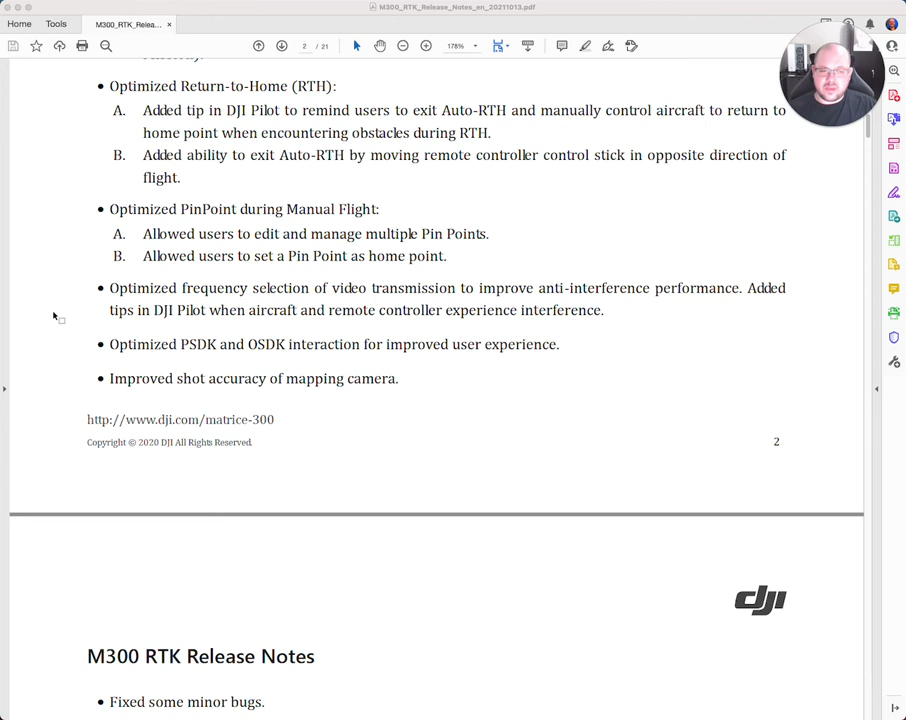 M300_RTK_Release_Notes_en_20211013.pdf
Home Tools M300_RTK_Relea... ×
2 / 21 178%
• Optimized Return-to-Home (RTH):
A. Added tip in DJI Pilot to remind users to exit Auto-RTH and manually control aircraft to return to
home point when encountering obstacles during RTH.
B. Added ability to exit Auto-RTH by moving remote controller control stick in opposite direction of
flight.
• Optimized PinPoint during Manual Flight:
A. Allowed users to edit and manage multiple Pin Points.
B. Allowed users to set a Pin Point as home point.
• Optimized frequency selection of video transmission to improve anti-interference performance. Added
tips in DJI Pilot when aircraft and remote controller experience interference.
• Optimized PSDK and OSDK interaction for improved user experience.
• Improved shot accuracy of mapping camera.
http://www.dji.com/matrice-300
Copyright © 2020 DJI All Rights Reserved.
2
dji
M300 RTK Release Notes
• Fixed some minor bugs.